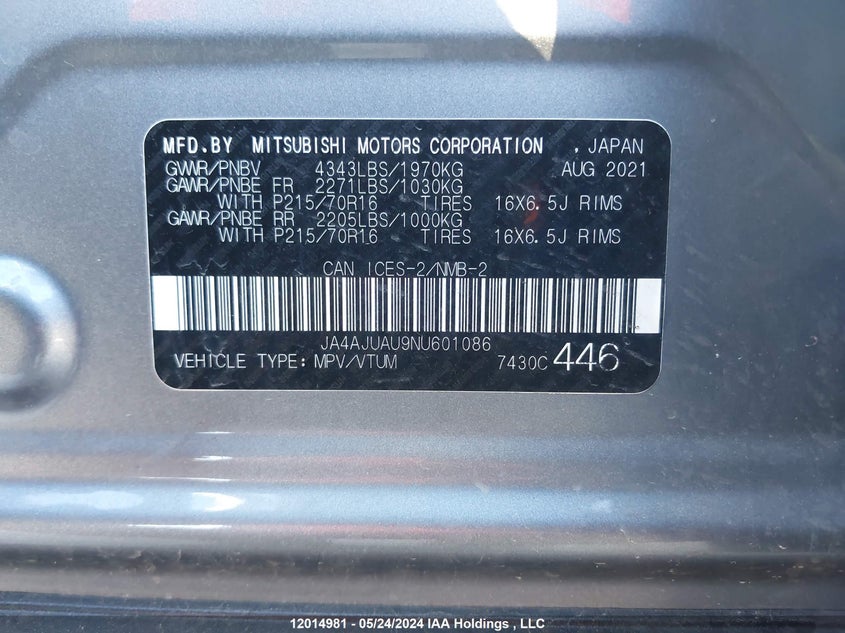 MFD.BY MITSUBISHI MOTORS CORPORATION , JAPAN
GVWR/PNBV 4343LBS/1970KG AUG 2021
GAWR/PNBE FR 2271LBS/1030KG
WITH P215/70R16 TIRES 16X6.5J RIMS
GAWR/PNBE RR 2205LBS/1000KG
WITH P215/70R16 TIRES 16X6.5J RIMS
CAN ICES-2/NMB-2
JA4AJUAU9NU601086
VEHICLE TYPE: MPV/VTUM 7430C 446
12014981 - 05/24/2024 IAA Holdings , LLC